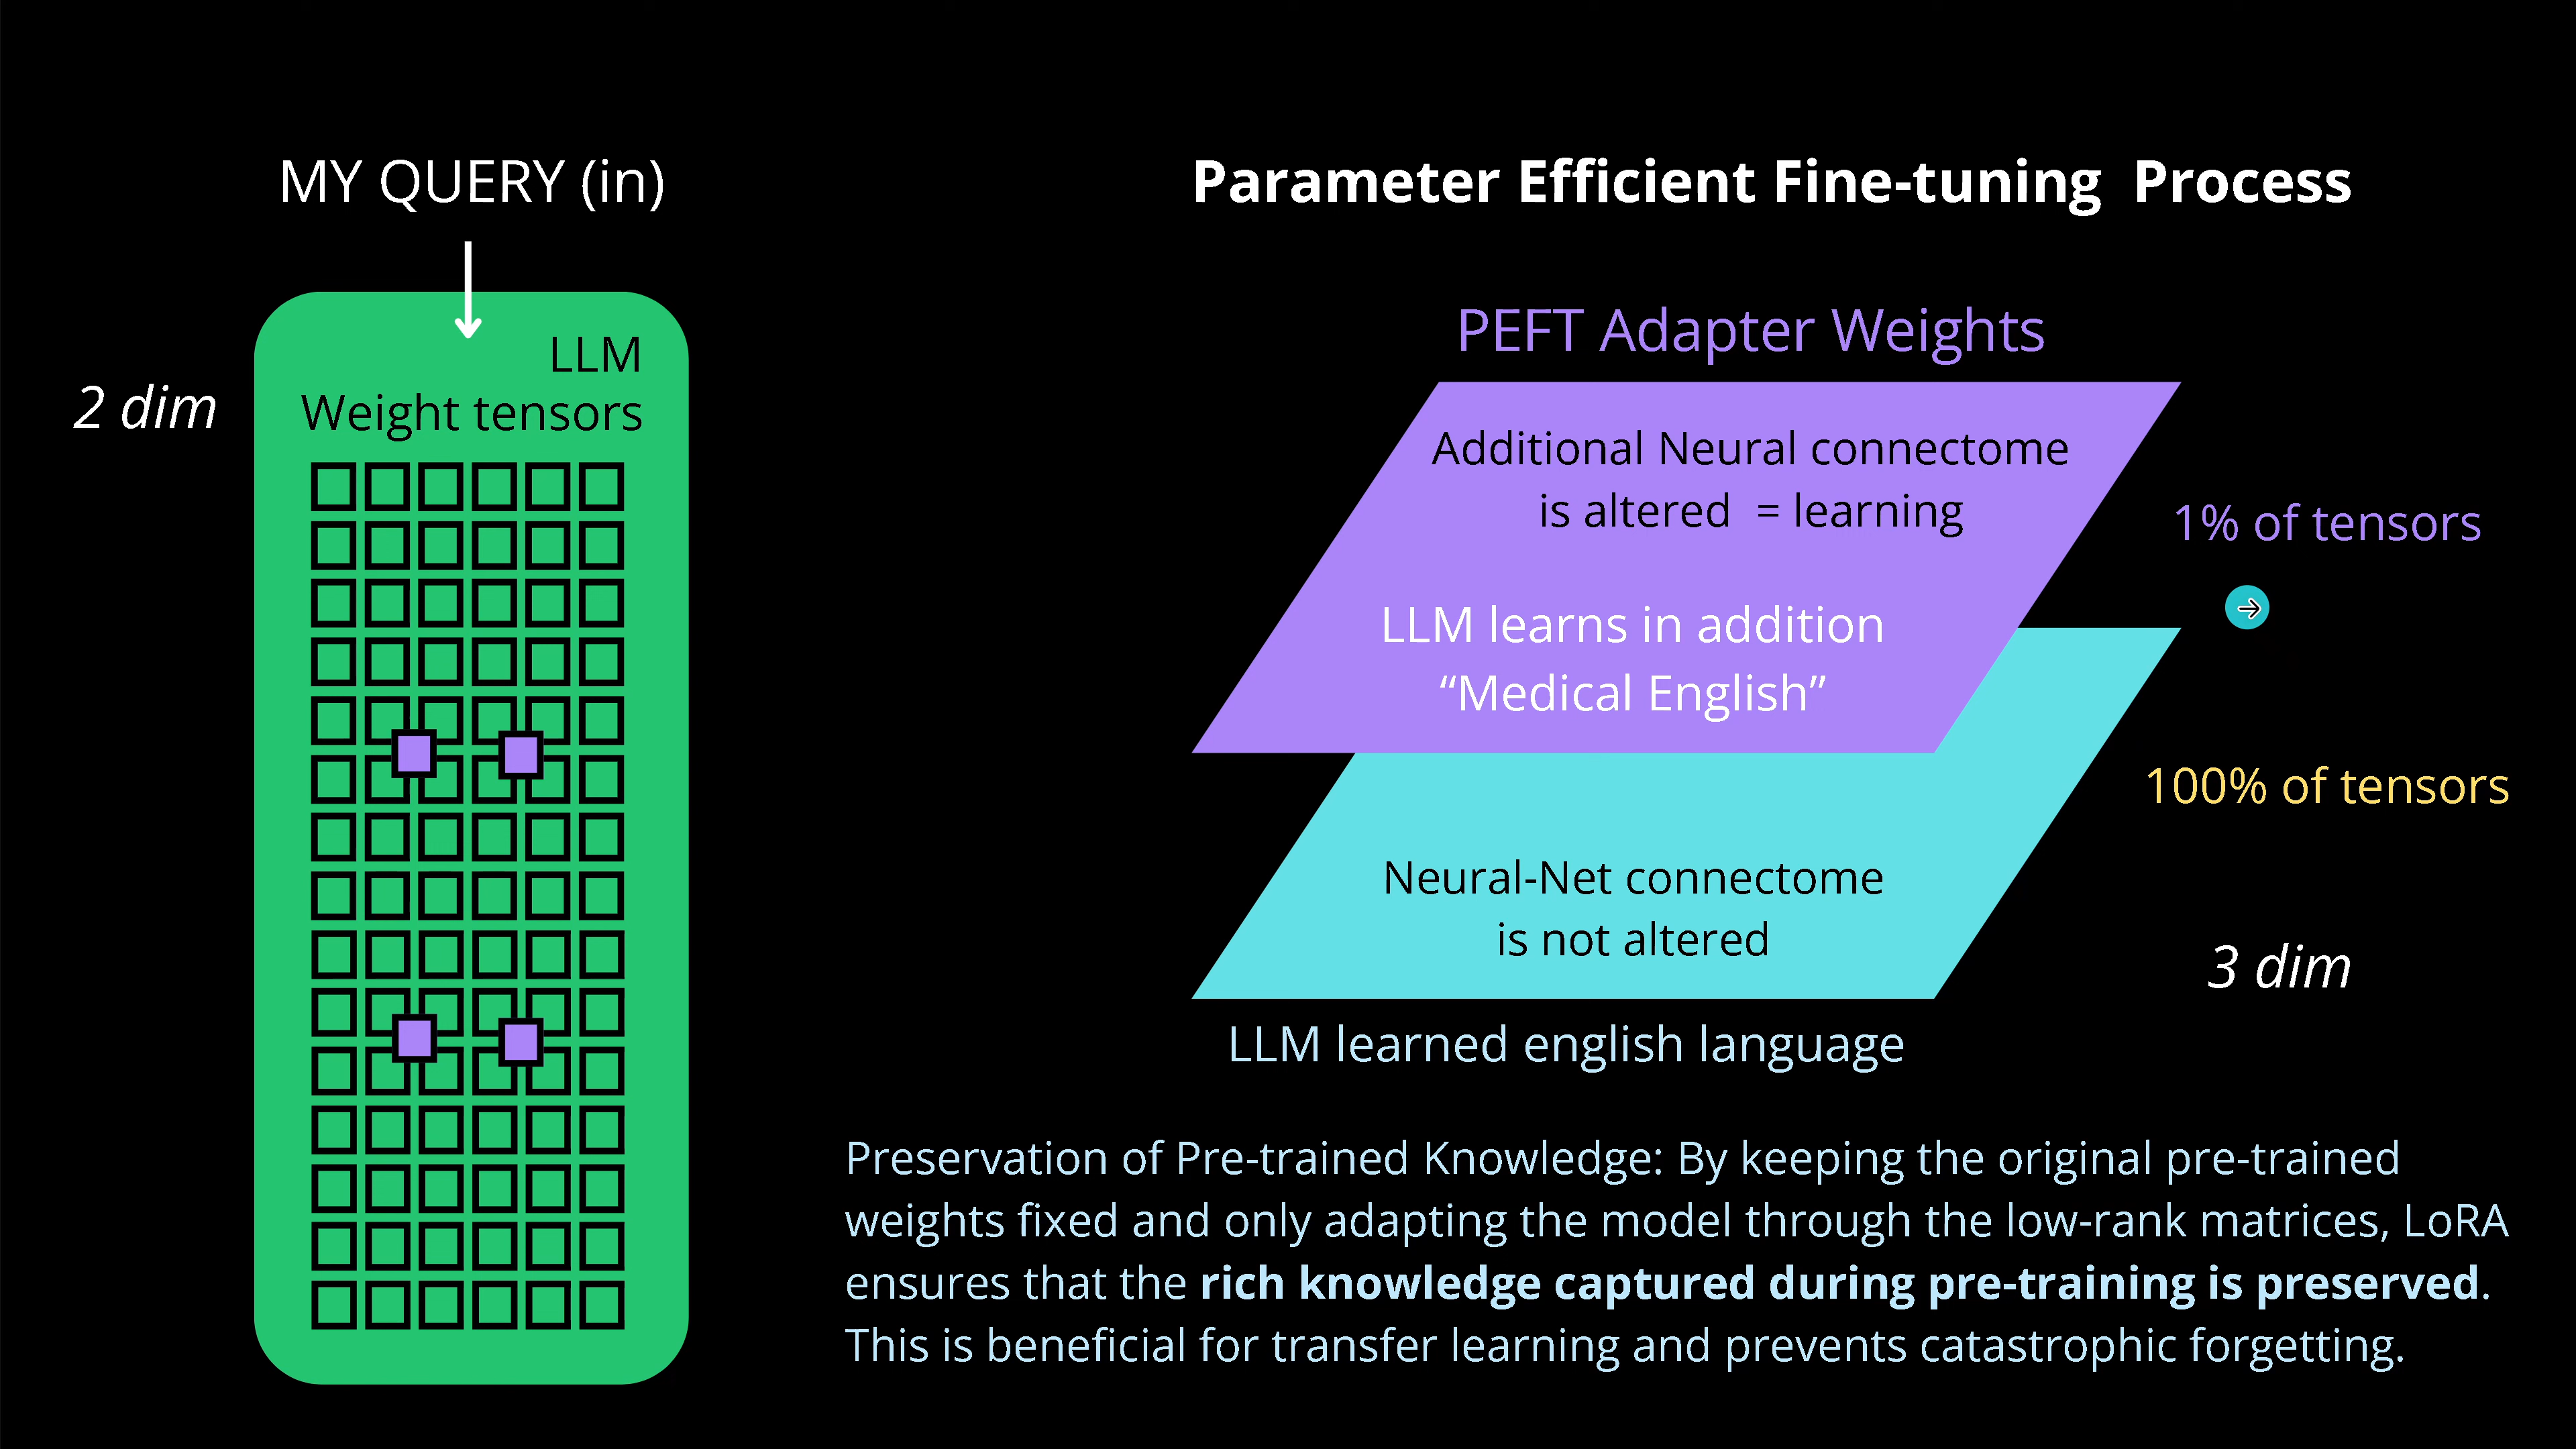 MY QUERY (in)
2 dim
LLM
Weight tensors
Parameter Efficient Fine-tuning Process
PEFT Adapter Weights
Additional Neural connectome
is altered = learning
LLM learns in addition
“Medical English”
1% of tensors
100% of tensors
Neural-Net connectome
is not altered
3 dim
LLM learned english language
Preservation of Pre-trained Knowledge: By keeping the original pre-trained
weights fixed and only adapting the model through the low-rank matrices, LoRA
ensures that the rich knowledge captured during pre-training is preserved.
This is beneficial for transfer learning and prevents catastrophic forgetting.